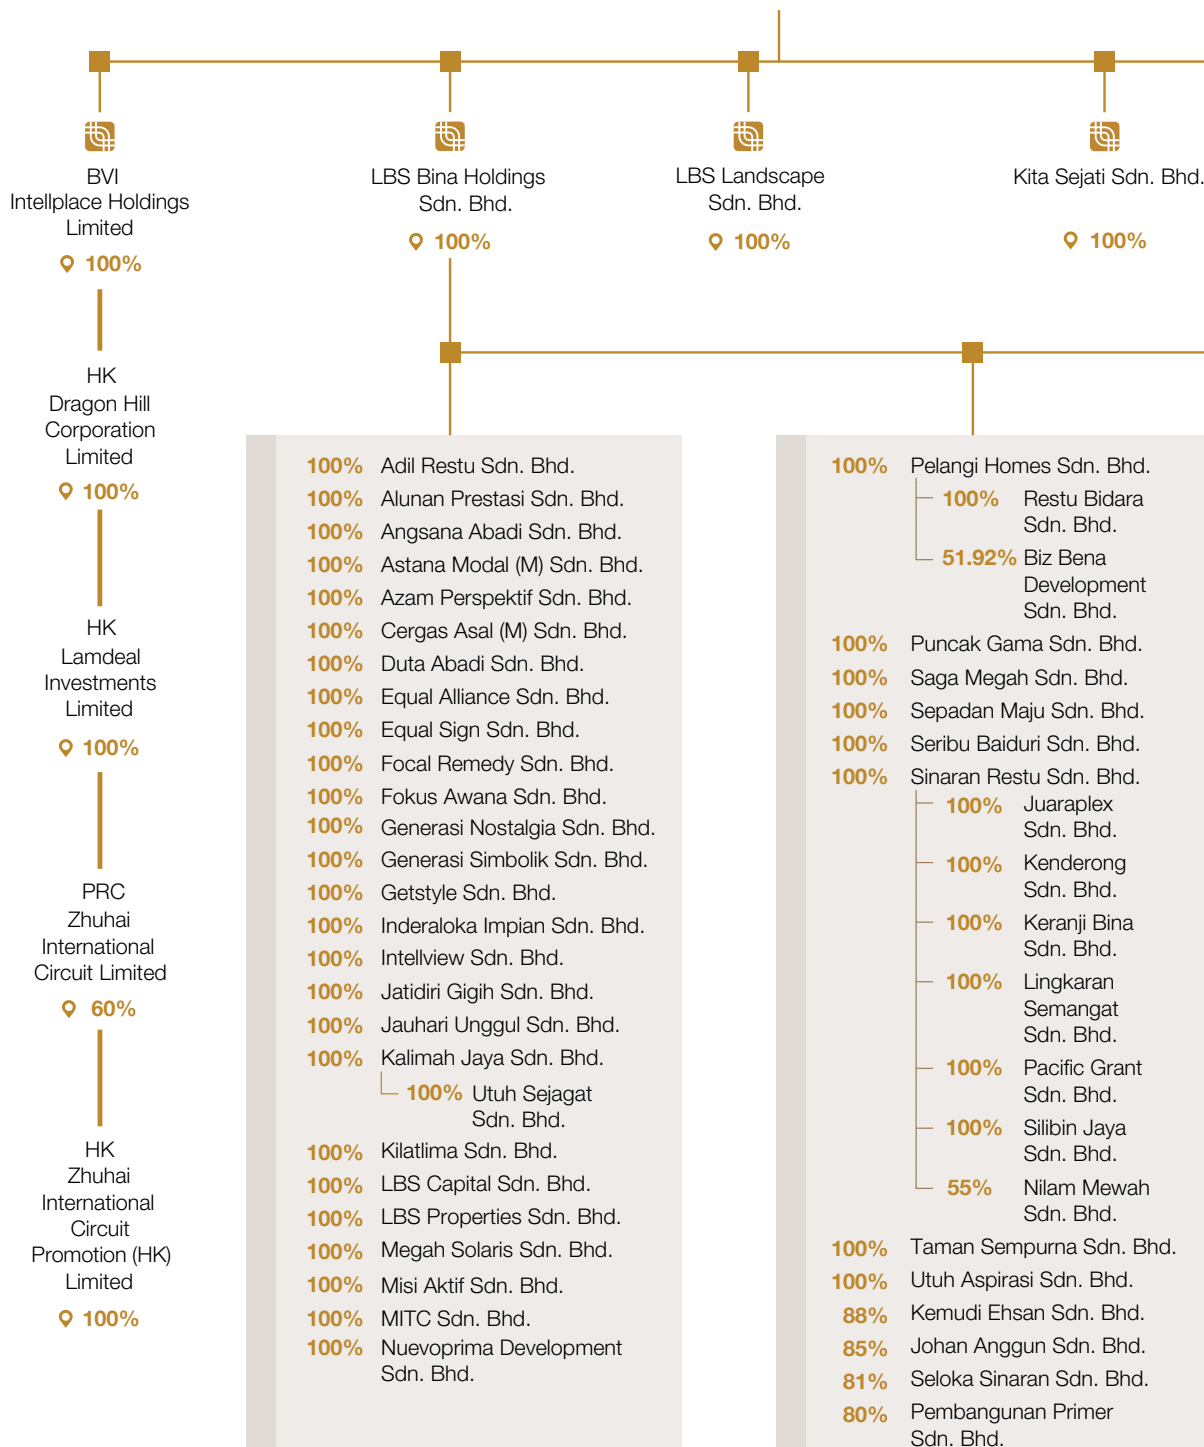 BVI
Intellplace Holdings
Limited
100%
HK
Dragon Hill
Corporation
Limited
100%
HK
Lamdeal
Investments
Limited
100%
PRC
Zhuhai
International
Circuit Limited
60%
HK
Zhuhai
International
Circuit
Promotion (HK)
Limited
100%
LBS Bina Holdings
Sdn. Bhd.
100%
LBS Landscape
Sdn. Bhd.
100%
Kita Sejati Sdn. Bhd.
100%
100% Adil Restu Sdn. Bhd.
100% Alunan Prestasi Sdn. Bhd.
100% Angsana Abadi Sdn. Bhd.
100% Astana Modal (M) Sdn. Bhd.
100% Azam Perspektif Sdn. Bhd.
100% Cergas Asal (M) Sdn. Bhd.
100% Duta Abadi Sdn. Bhd.
100% Equal Alliance Sdn. Bhd.
100% Equal Sign Sdn. Bhd.
100% Focal Remedy Sdn. Bhd.
100% Fokus Awana Sdn. Bhd.
100% Generasi Nostalgia Sdn. Bhd.
100% Generasi Simbolik Sdn. Bhd.
100% Getstyle Sdn. Bhd.
100% Inderaloka Impian Sdn. Bhd.
100% Intellview Sdn. Bhd.
100% Jatidiri Gigih Sdn. Bhd.
100% Jauhari Unggul Sdn. Bhd.
100% Kalimah Jaya Sdn. Bhd.
100% Utuh Sejagat
Sdn. Bhd.
100% Kilatlima Sdn. Bhd.
100% LBS Capital Sdn. Bhd.
100% LBS Properties Sdn. Bhd.
100% Megah Solaris Sdn. Bhd.
100% Misi Aktif Sdn. Bhd.
100% MITC Sdn. Bhd.
100% Nuevoprima Development
Sdn. Bhd.
100% Pelangi Homes Sdn. Bhd.
100% Restu Bidara
Sdn. Bhd.
51.92% Biz Bena
Development
Sdn. Bhd.
100% Puncak Gama Sdn. Bhd.
100% Saga Megah Sdn. Bhd.
100% Sepadan Maju Sdn. Bhd.
100% Seribu Baiduri Sdn. Bhd.
100% Sinaran Restu Sdn. Bhd.
100% Juaraplex
Sdn. Bhd.
100% Kenderong
Sdn. Bhd.
100% Keranji Bina
Sdn. Bhd.
100% Lingkaran
Semangat
Sdn. Bhd.
100% Pacific Grant
Sdn. Bhd.
100% Silibin Jaya
Sdn. Bhd.
55% Nilam Mewah
Sdn. Bhd.
100% Taman Sempurna Sdn. Bhd.
100% Utuh Aspirasi Sdn. Bhd.
88% Kemudi Ehsan Sdn. Bhd.
85% Johan Anggun Sdn. Bhd.
81% Seloka Sinaran Sdn. Bhd.
80% Pembangunan Primer
Sdn. Bhd.